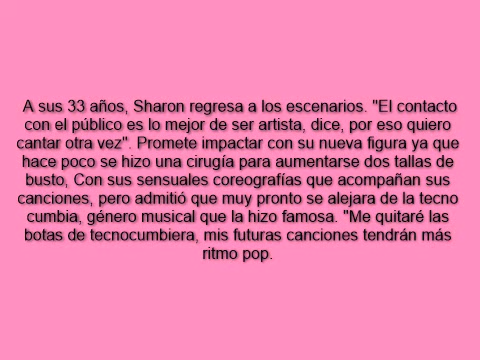 A sus 33 años, Sharon regresa a los escenarios. "El contacto
con el público es lo mejor de ser artista, dice, por eso quiero
cantar otra vez". Promete impactar con su nueva figura ya que
hace poco se hizo una cirugía para aumentarse dos tallas de
busto, Con sus sensuales coreografías que acompañan sus
canciones, pero admitió que muy pronto se alejara de la tecno
cumbia, género musical que la hizo famosa. "Me quitaré las
botas de tecnocumbiera, mis futuras canciones tendrán más
ritmo pop.